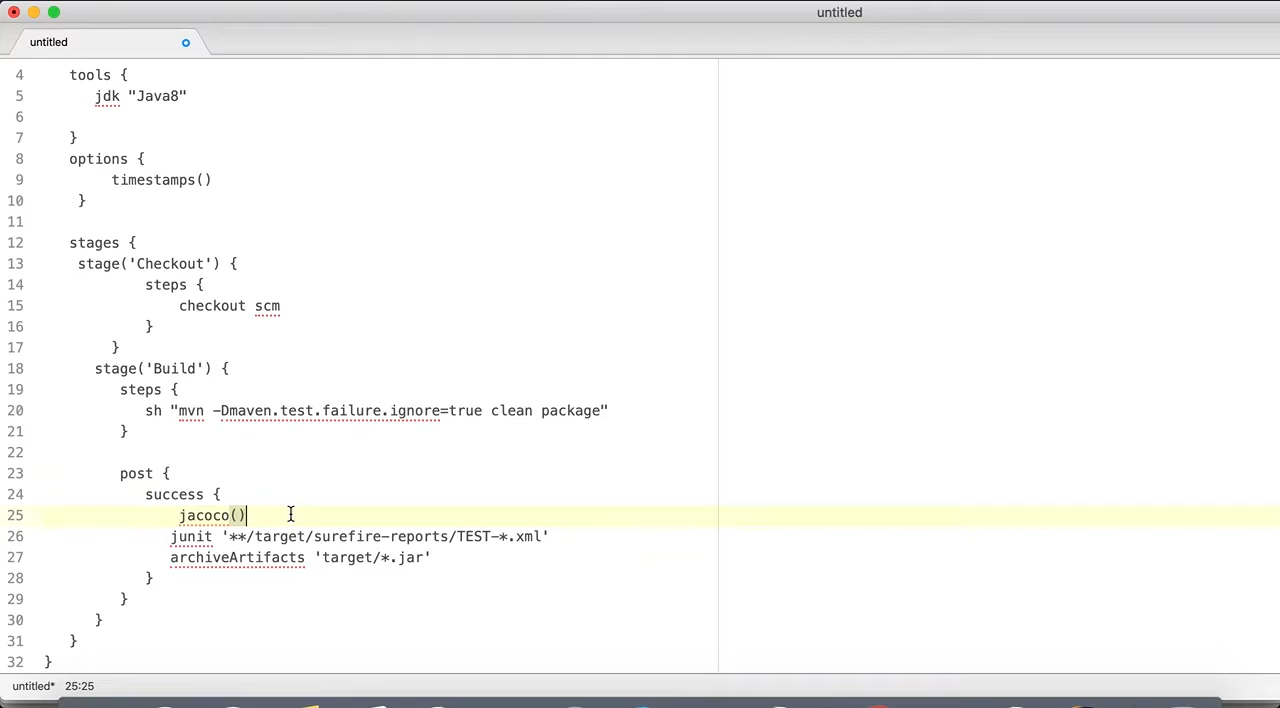 untitled
untitled
4 tools {
5 jdk "Java8"
6
7 }
8 options {
9 timestamps()
10 }
11
12 stages {
13 stage('Checkout') {
14 steps {
15 checkout scm
16 }
17 }
18 stage('Build') {
19 steps {
20 sh "mvn -Dmaven.test.failure.ignore=true clean package"
21 }
22
23 post {
24 success {
25 jacoco()
26 junit '**/target/surefire-reports/TEST-*.xml'
27 archiveArtifacts 'target/*.jar'
28 }
29 }
30 }
31 }
32 }
untitled* 25:25